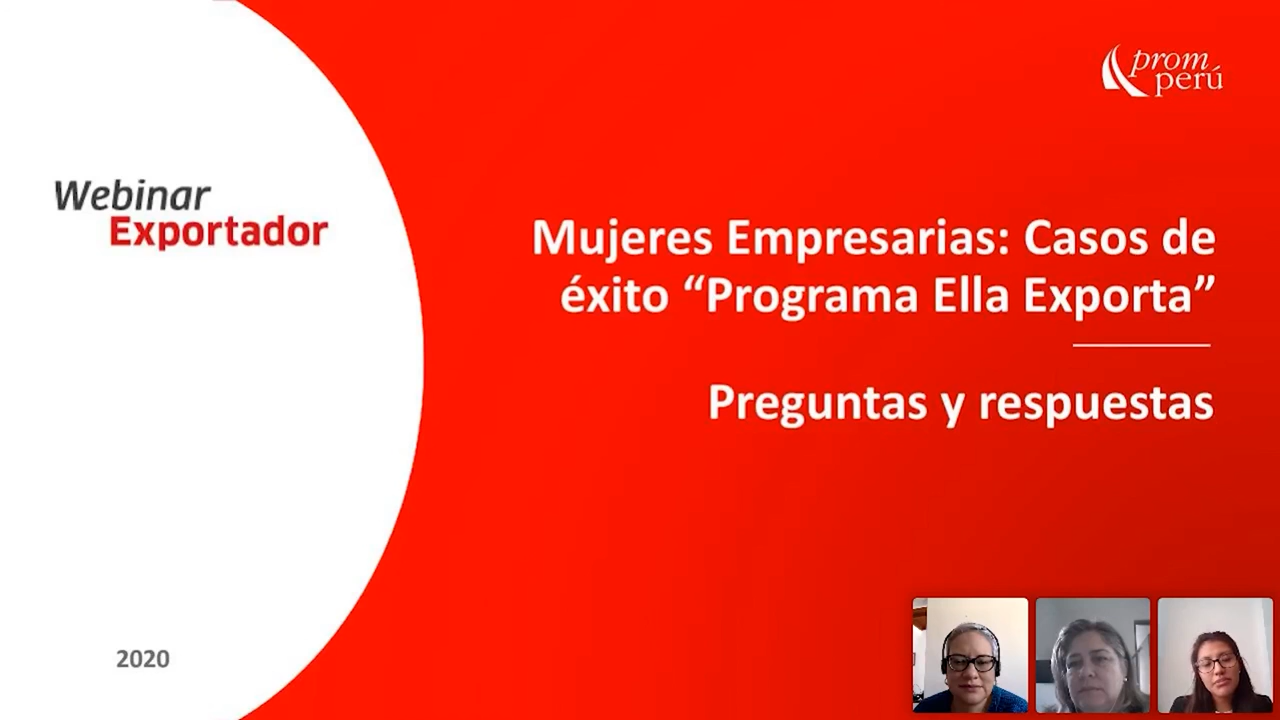 prom
perú
Webinar
Exportador
Mujeres Empresarias: Casos de
éxito “Programa Ella Exporta”
Preguntas y respuestas
2020